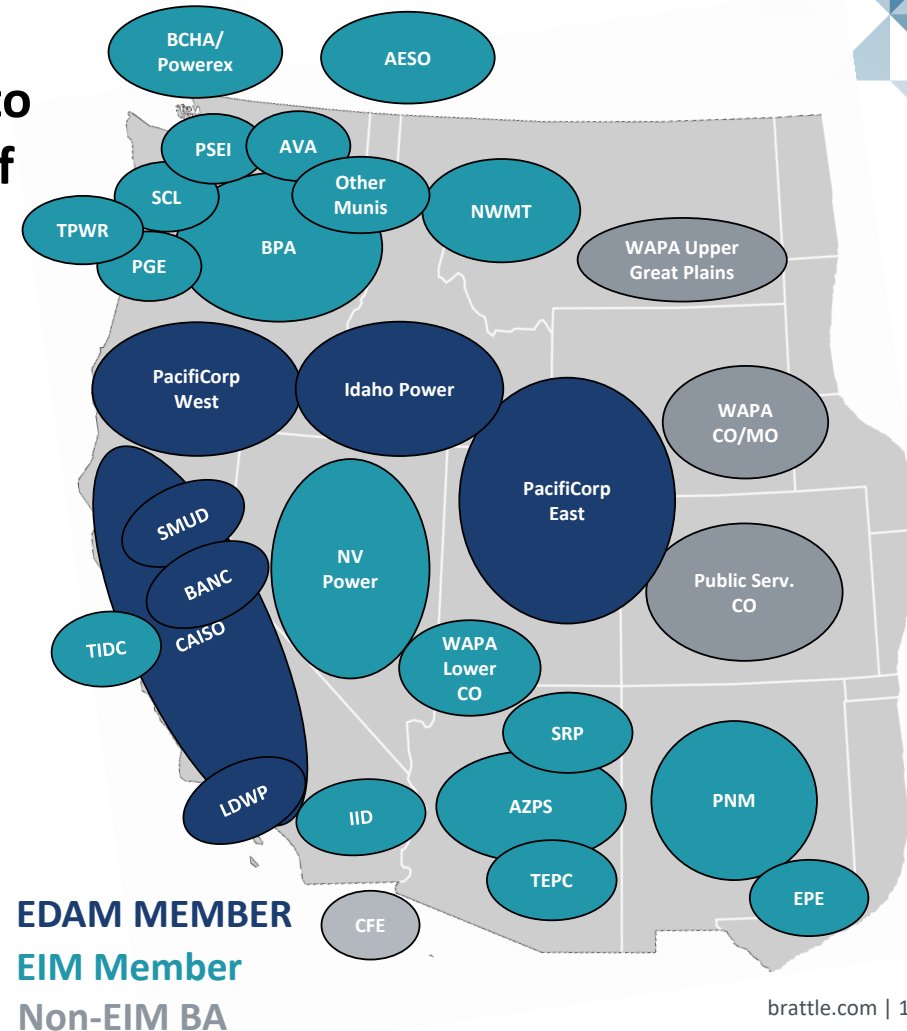 to
f
BCHA/
Powerex
AESO
PSEI
AVA
Other
Munis
SCL
NWMT
TPWR
BPA
PGE
WAPA Upper
Great Plains
PacifiCorp
West
Idaho Power
WAPA
CO/MO
PacifiCorp
East
SMUD
NV
Power
BANC
Public Serv.
CO
CAISO
TIDC
WAPA
Lower
CO
SRP
LDWP
IID
AZPS
PNM
TEPC
EPE
CFE
EDAM MEMBER
EIM Member
Non-EIM BA
brattle.com | 1